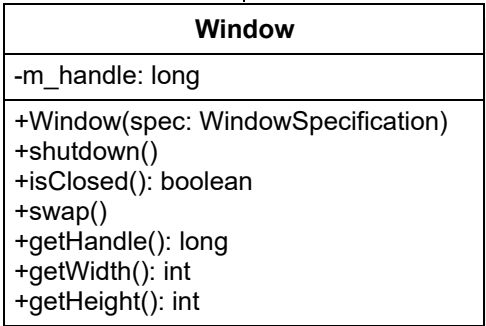 Window
-m_handle: long
+Window(spec: WindowSpecification)
+shutdown()
+isClosed(): boolean
+swap()
+getHandle(): long
+getWidth(): int
+getHeight(): int